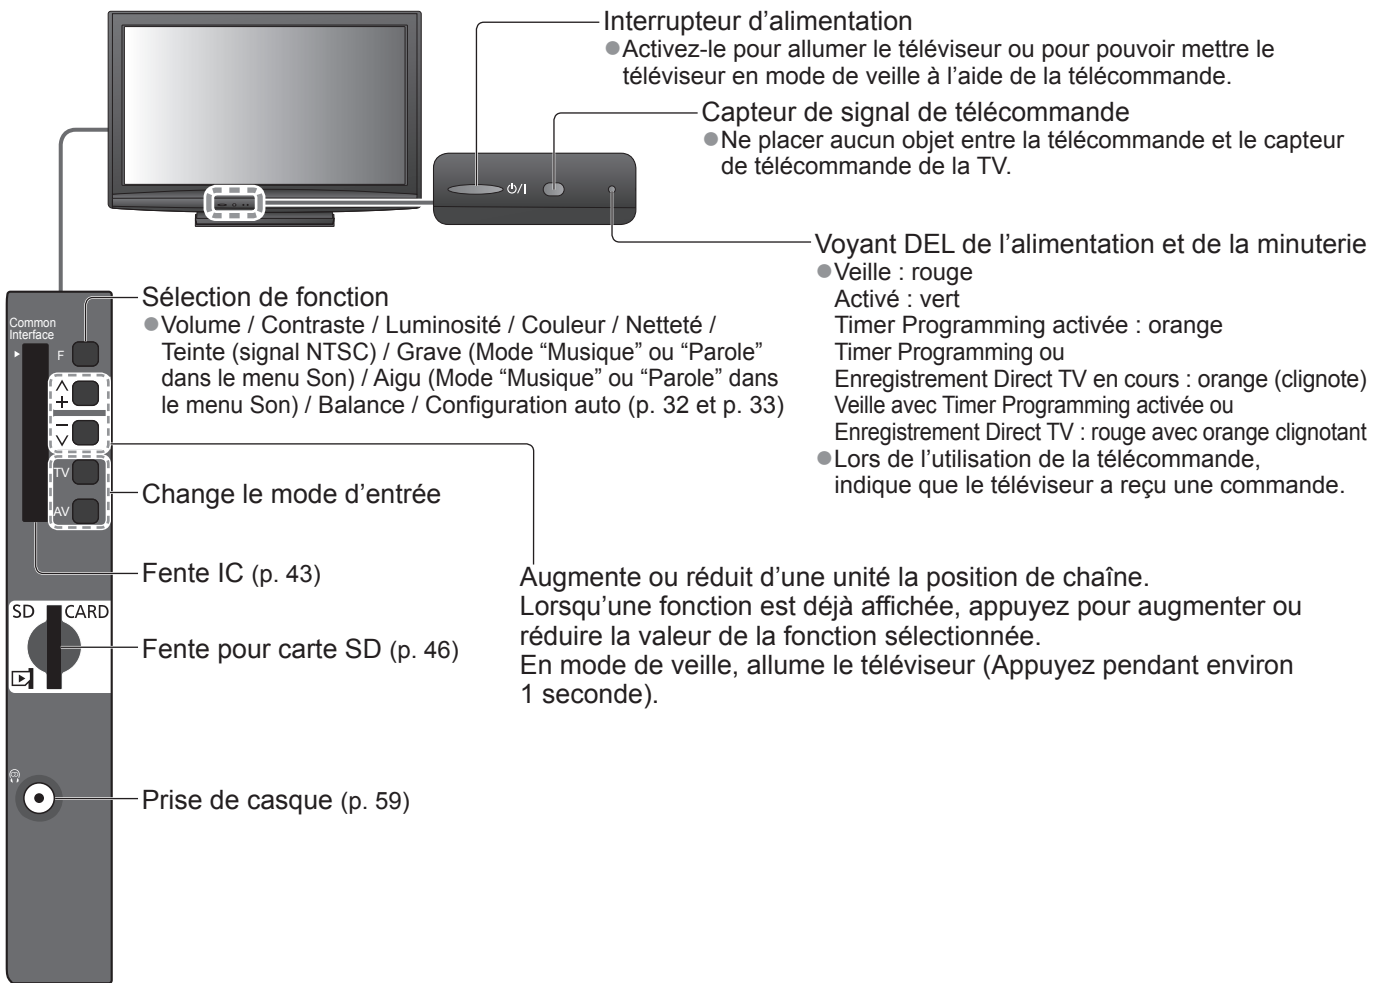 Interrupteur d’alimentation
●Activez-le pour allumer le téléviseur ou pour pouvoir mettre le
téléviseur en mode de veille à l’aide de la télécommande.
Capteur de signal de télécommande
●Ne placer aucun objet entre la télécommande et le capteur
de télécommande de la TV.
⏻/I
Voyant DEL de l’alimentation et de la minuterie
●Veille : rouge
Activé : vert
Timer Programming activée : orange
Timer Programming ou
Enregistrement Direct TV en cours : orange (clignote)
Veille avec Timer Programming activée ou
Enregistrement Direct TV : rouge avec orange clignotant
●Lors de l’utilisation de la télécommande,
indique que le téléviseur a reçu une commande.
Common
Interface
F
TV
AV
Sélection de fonction
●Volume / Contraste / Luminosité / Couleur / Netteté /
Teinte (signal NTSC) / Grave (Mode “Musique” ou “Parole”
dans le menu Son) / Aigu (Mode “Musique” ou “Parole” dans
le menu Son) / Balance / Configuration auto (p. 32 et p. 33)
Change le mode d’entrée
Fente IC (p. 43)
Augmente ou réduit d’une unité la position de chaîne.
Lorsqu’une fonction est déjà affichée, appuyez pour augmenter ou
réduire la valeur de la fonction sélectionnée.
En mode de veille, allume le téléviseur (Appuyez pendant environ
1 seconde).
SD CARD
Fente pour carte SD (p. 46)
Prise de casque (p. 59)